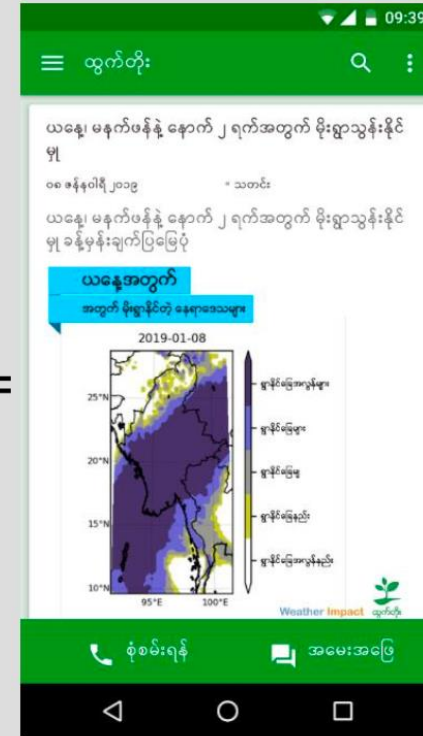 09:39
ထွက်တိုး
ယနေ့၊ မနက်ဖန်နဲ့ နောက် ၂ ရက်အတွက် မိုးရွာသွန်းနိုင်
မှု
၀၈ ဇန်နဝါရီ ၂၀၁၉ • သတင်း
ယနေ့၊ မနက်ဖန်နဲ့ နောက် ၂ ရက်အတွက် မိုးရွာသွန်းနိုင်
မှု ခန့်မှန်းချက်ပြမြေပုံ
ယနေ့အတွက်
အတွက် မိုးရွာနိုင်တဲ့ နေရာဒေသများ
2019-01-08
25°N
ရွာနိုင်ခြေအလွန်များ
ရွာနိုင်ခြေများ
20°N
ရွာနိုင်ခြေမျှ
15°N
ရွာနိုင်ခြေနည်း
10°N
ရွာနိုင်ခြေအလွန်နည်း
95°E 100°E
Weather Impact ထွက်တိုး
စုံစမ်းရန် အမေးအဖြေ